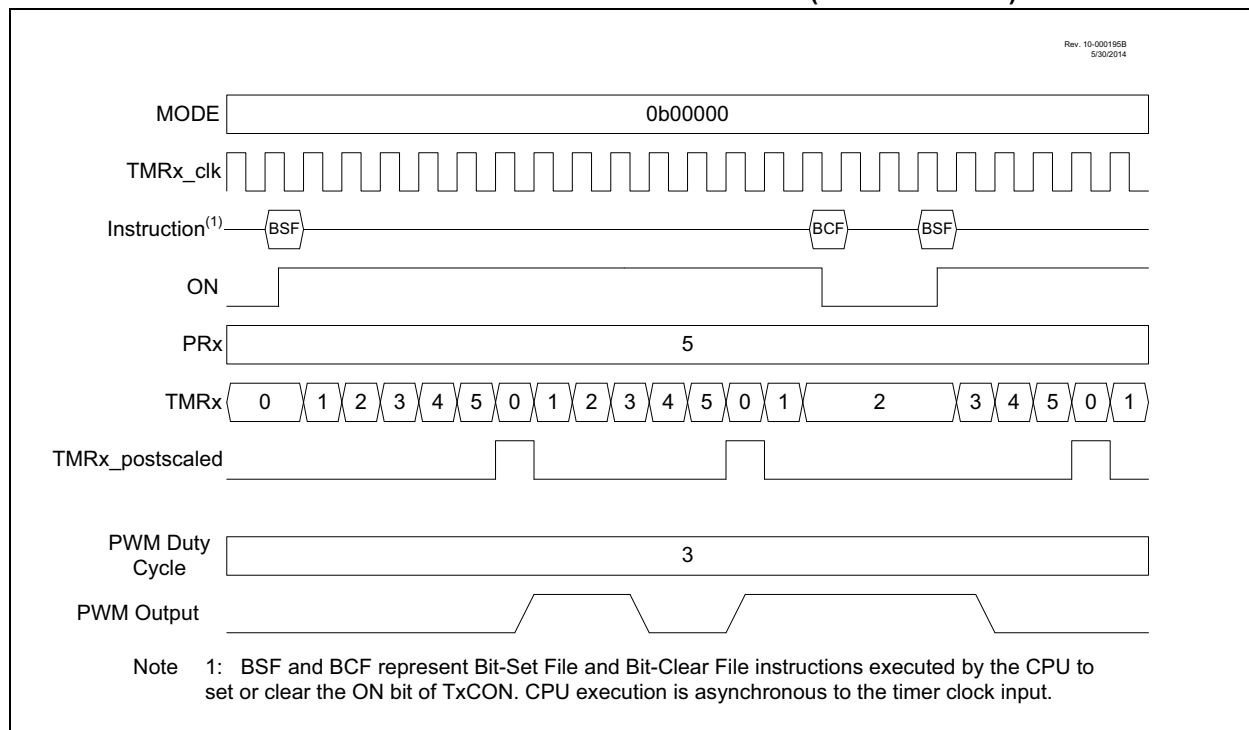 Rev. 10-000195B
5/30/2014
MODE 0b00000
TMRx_clk
Instruction(1) BSF BCF BSF
ON
PRx 5
TMRx 0 1 2 3 4 5 0 1 2 3 4 5 0 1 2 3 4 5 0 1
TMRx_postscaled
PWM Duty
Cycle 3
PWM Output
Note 1: BSF and BCF represent Bit-Set File and Bit-Clear File instructions executed by the CPU to
set or clear the ON bit of TxCON. CPU execution is asynchronous to the timer clock input.